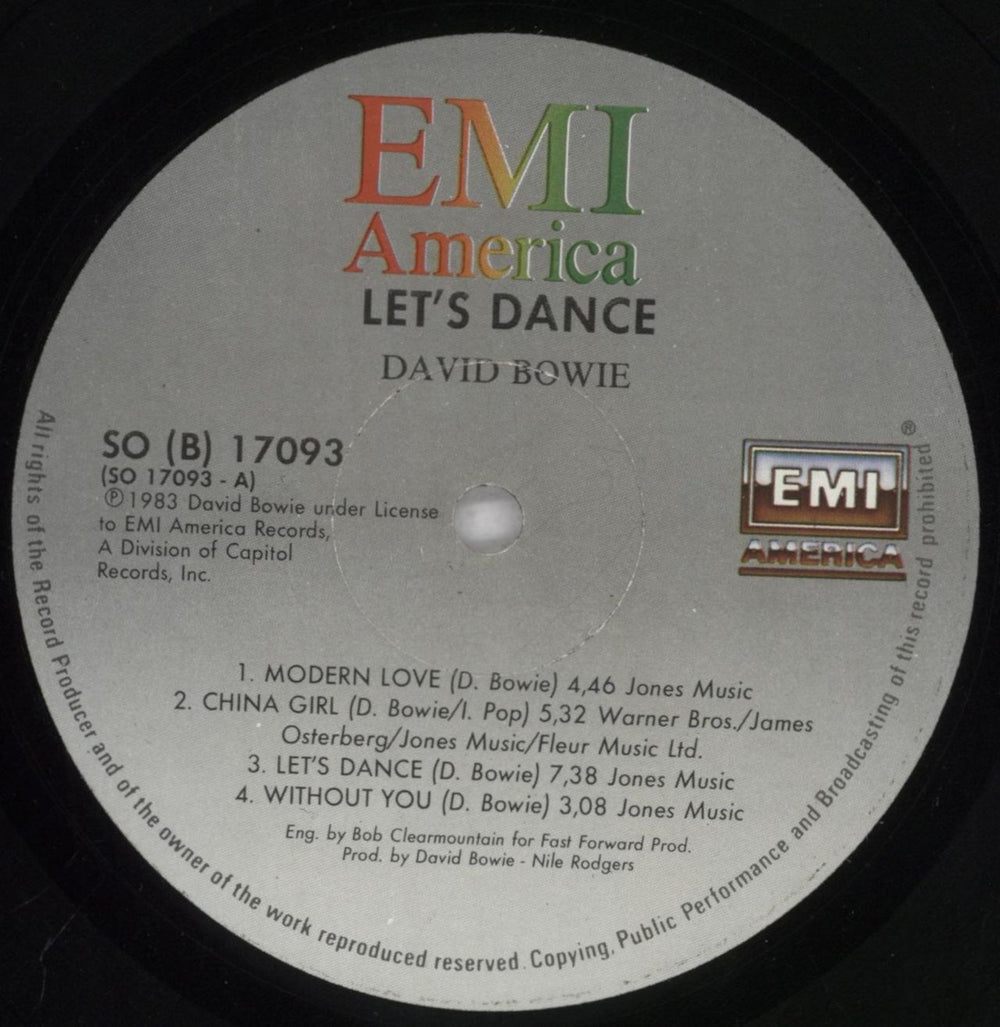 EMI
America
LET'S DANCE
DAVID BOWIE
SO (B) 17093
(SO 17093 - A)
℗ 1983 David Bowie under License
to EMI America Records,
A Division of Capitol
Records, Inc.
®
EMI
AMERICA
1. MODERN LOVE (D. Bowie) 4,46 Jones Music
2. CHINA GIRL (D. Bowie/I. Pop) 5,32 Warner Bros./James
Osterberg/Jones Music/Fleur Music Ltd.
3. LET'S DANCE (D. Bowie) 7,38 Jones Music
4. WITHOUT YOU (D. Bowie) 3,08 Jones Music
Eng. by Bob Clearmountain for Fast Forward Prod.
Prod. by David Bowie - Nile Rodgers
All rights of the Record Producer and of the owner of the work reproduced reserved. Copying, Public Performance and Broadcasting of this record prohibited